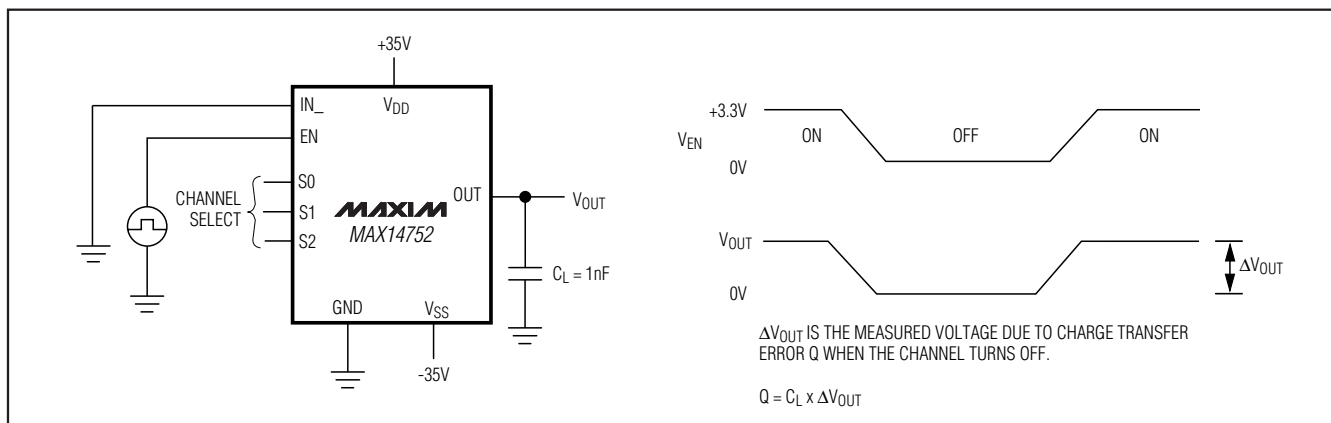 +35V
VDD
IN_
EN
S0
S1
S2
CHANNEL
SELECT
MAXIM
MAX14752
OUT
VOUT
CL = 1nF
GND
VSS
-35V
+3.3V
VEN
0V
ON
OFF
ON
VOUT
0V
ΔVOUT
ΔVOUT IS THE MEASURED VOLTAGE DUE TO CHARGE TRANSFER
ERROR Q WHEN THE CHANNEL TURNS OFF.
Q = CL x ΔVOUT